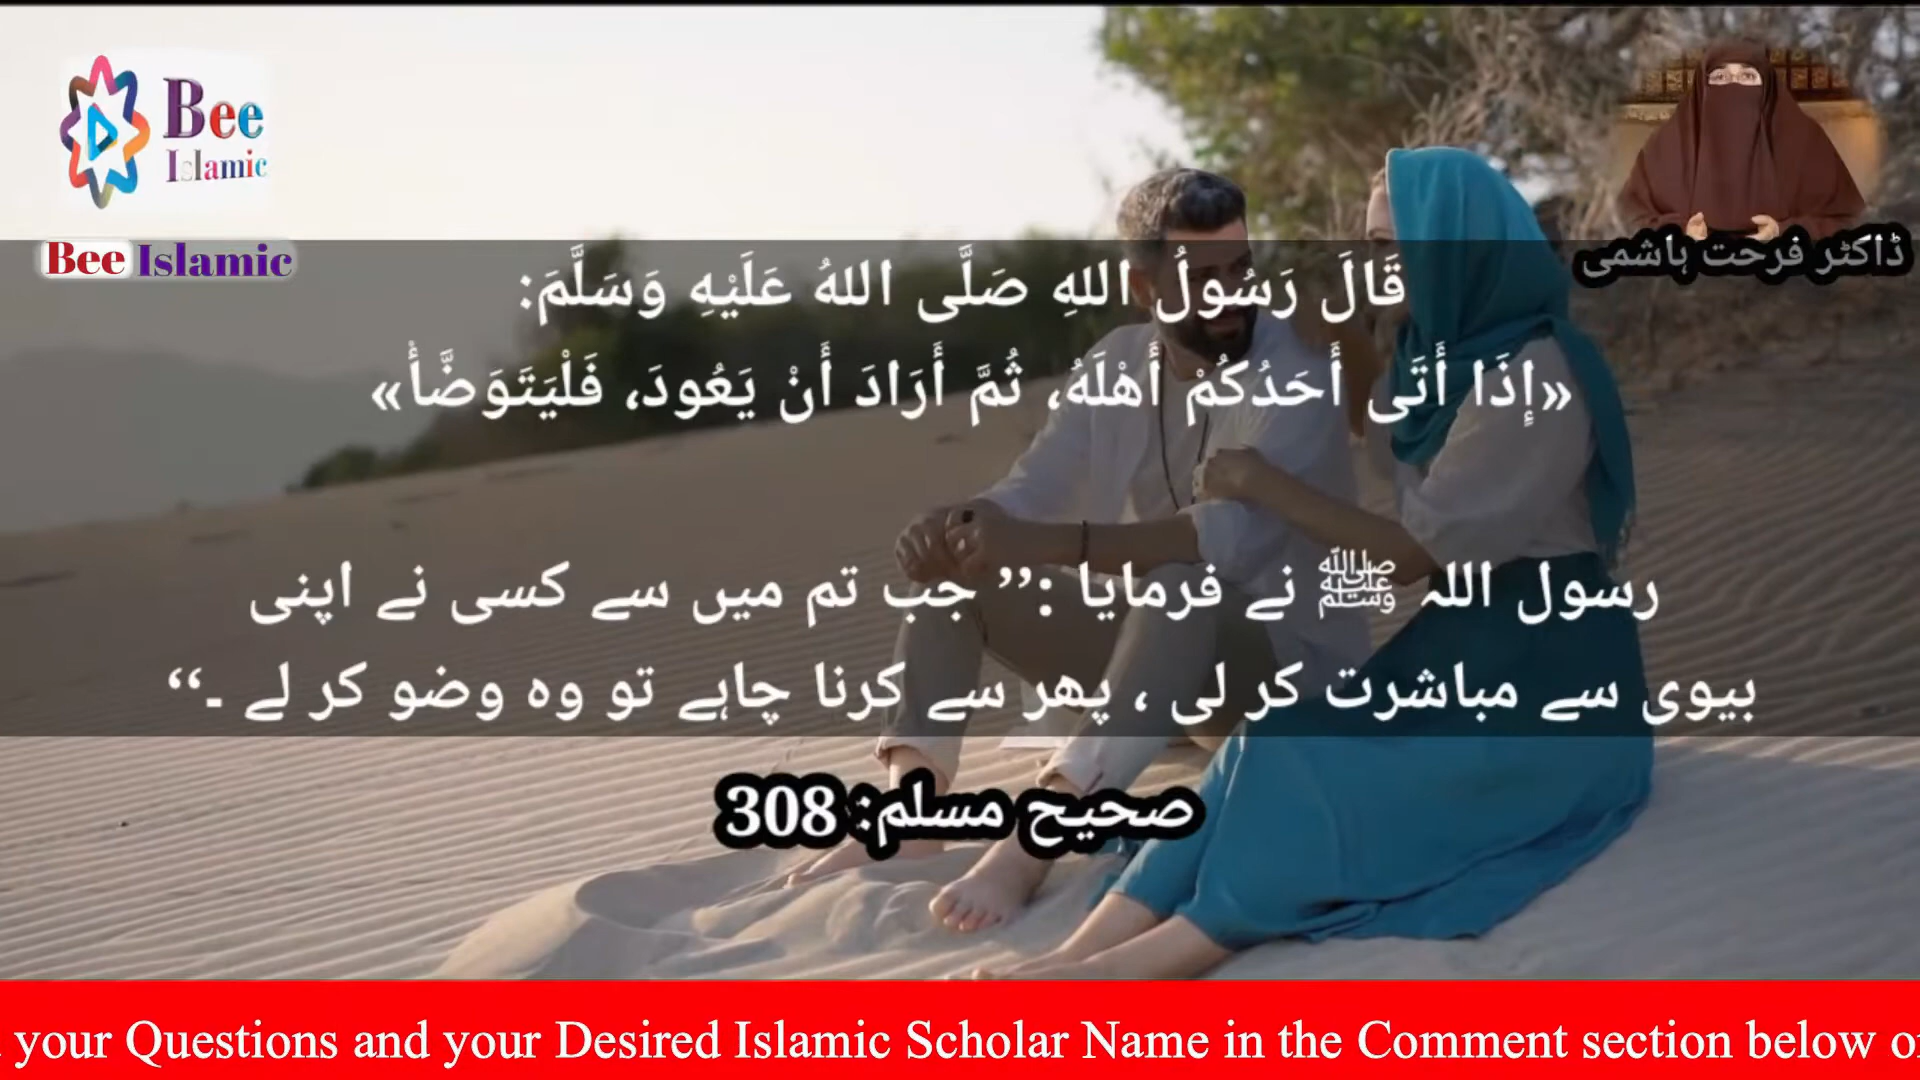 Bee
Islamic
Bee Islamic
ڈاکٹر فرحت ہاشمی
قَالَ رَسُولُ اللهِ صَلَّى اللهُ عَلَيْهِ وَسَلَّمَ:
«إِذَا أَتَى أَحَدُكُمْ أَهْلَهُ، ثُمَّ أَرَادَ أَنْ يَعُودَ، فَلْيَتَوَضَّأْ»
رسول اللہ ﷺ نے فرمایا :’’ جب تم میں سے کسی نے اپنی
بیوی سے مباشرت کر لی ، پھر سے کرنا چاہے تو وہ وضو کر لے ۔‘‘
صحیح مسلم: 308
your Questions and your Desired Islamic Scholar Name in the Comment section below